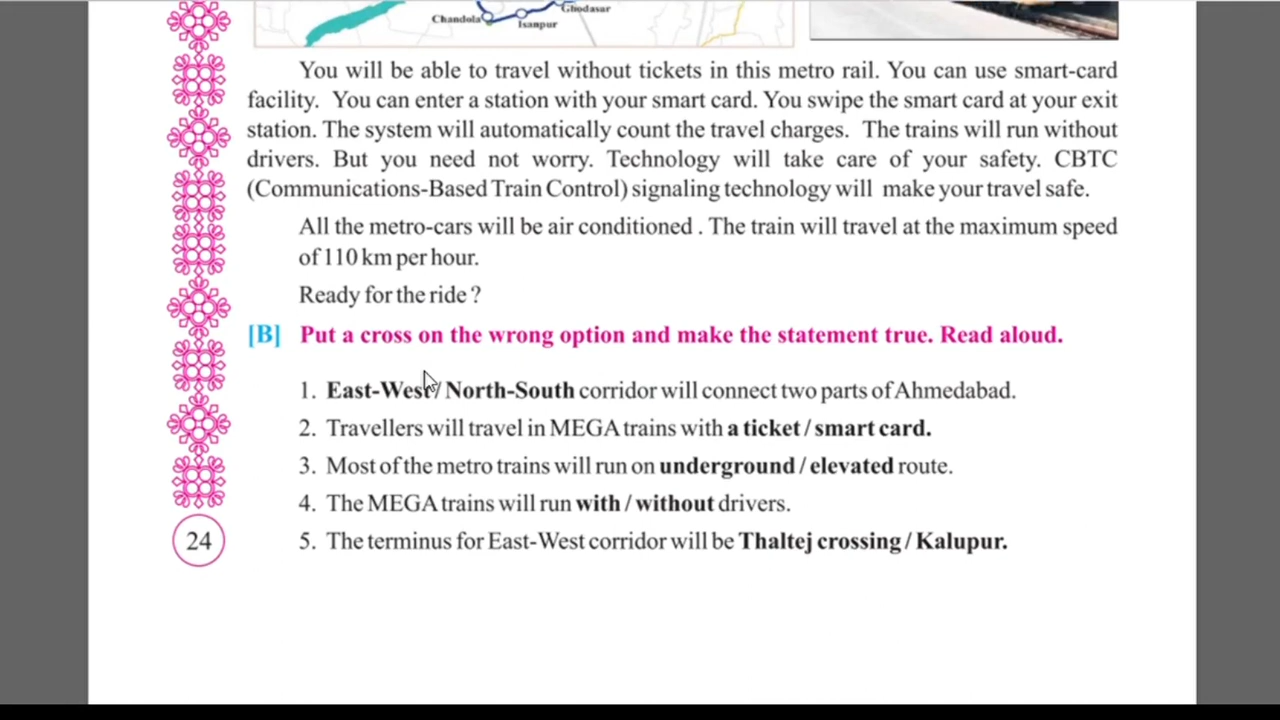 Ghodasar
Chandola
Isanpur
You will be able to travel without tickets in this metro rail. You can use smart-card
facility. You can enter a station with your smart card. You swipe the smart card at your exit
station. The system will automatically count the travel charges. The trains will run without
drivers. But you need not worry. Technology will take care of your safety. CBTC
(Communications-Based Train Control) signaling technology will make your travel safe.
All the metro-cars will be air conditioned . The train will travel at the maximum speed
of 110 km per hour.
Ready for the ride ?
[B] Put a cross on the wrong option and make the statement true. Read aloud.
1. East-West / North-South corridor will connect two parts of Ahmedabad.
2. Travellers will travel in MEGA trains with a ticket / smart card.
3. Most of the metro trains will run on underground / elevated route.
4. The MEGA trains will run with / without drivers.
5. The terminus for East-West corridor will be Thaltej crossing / Kalupur.
24